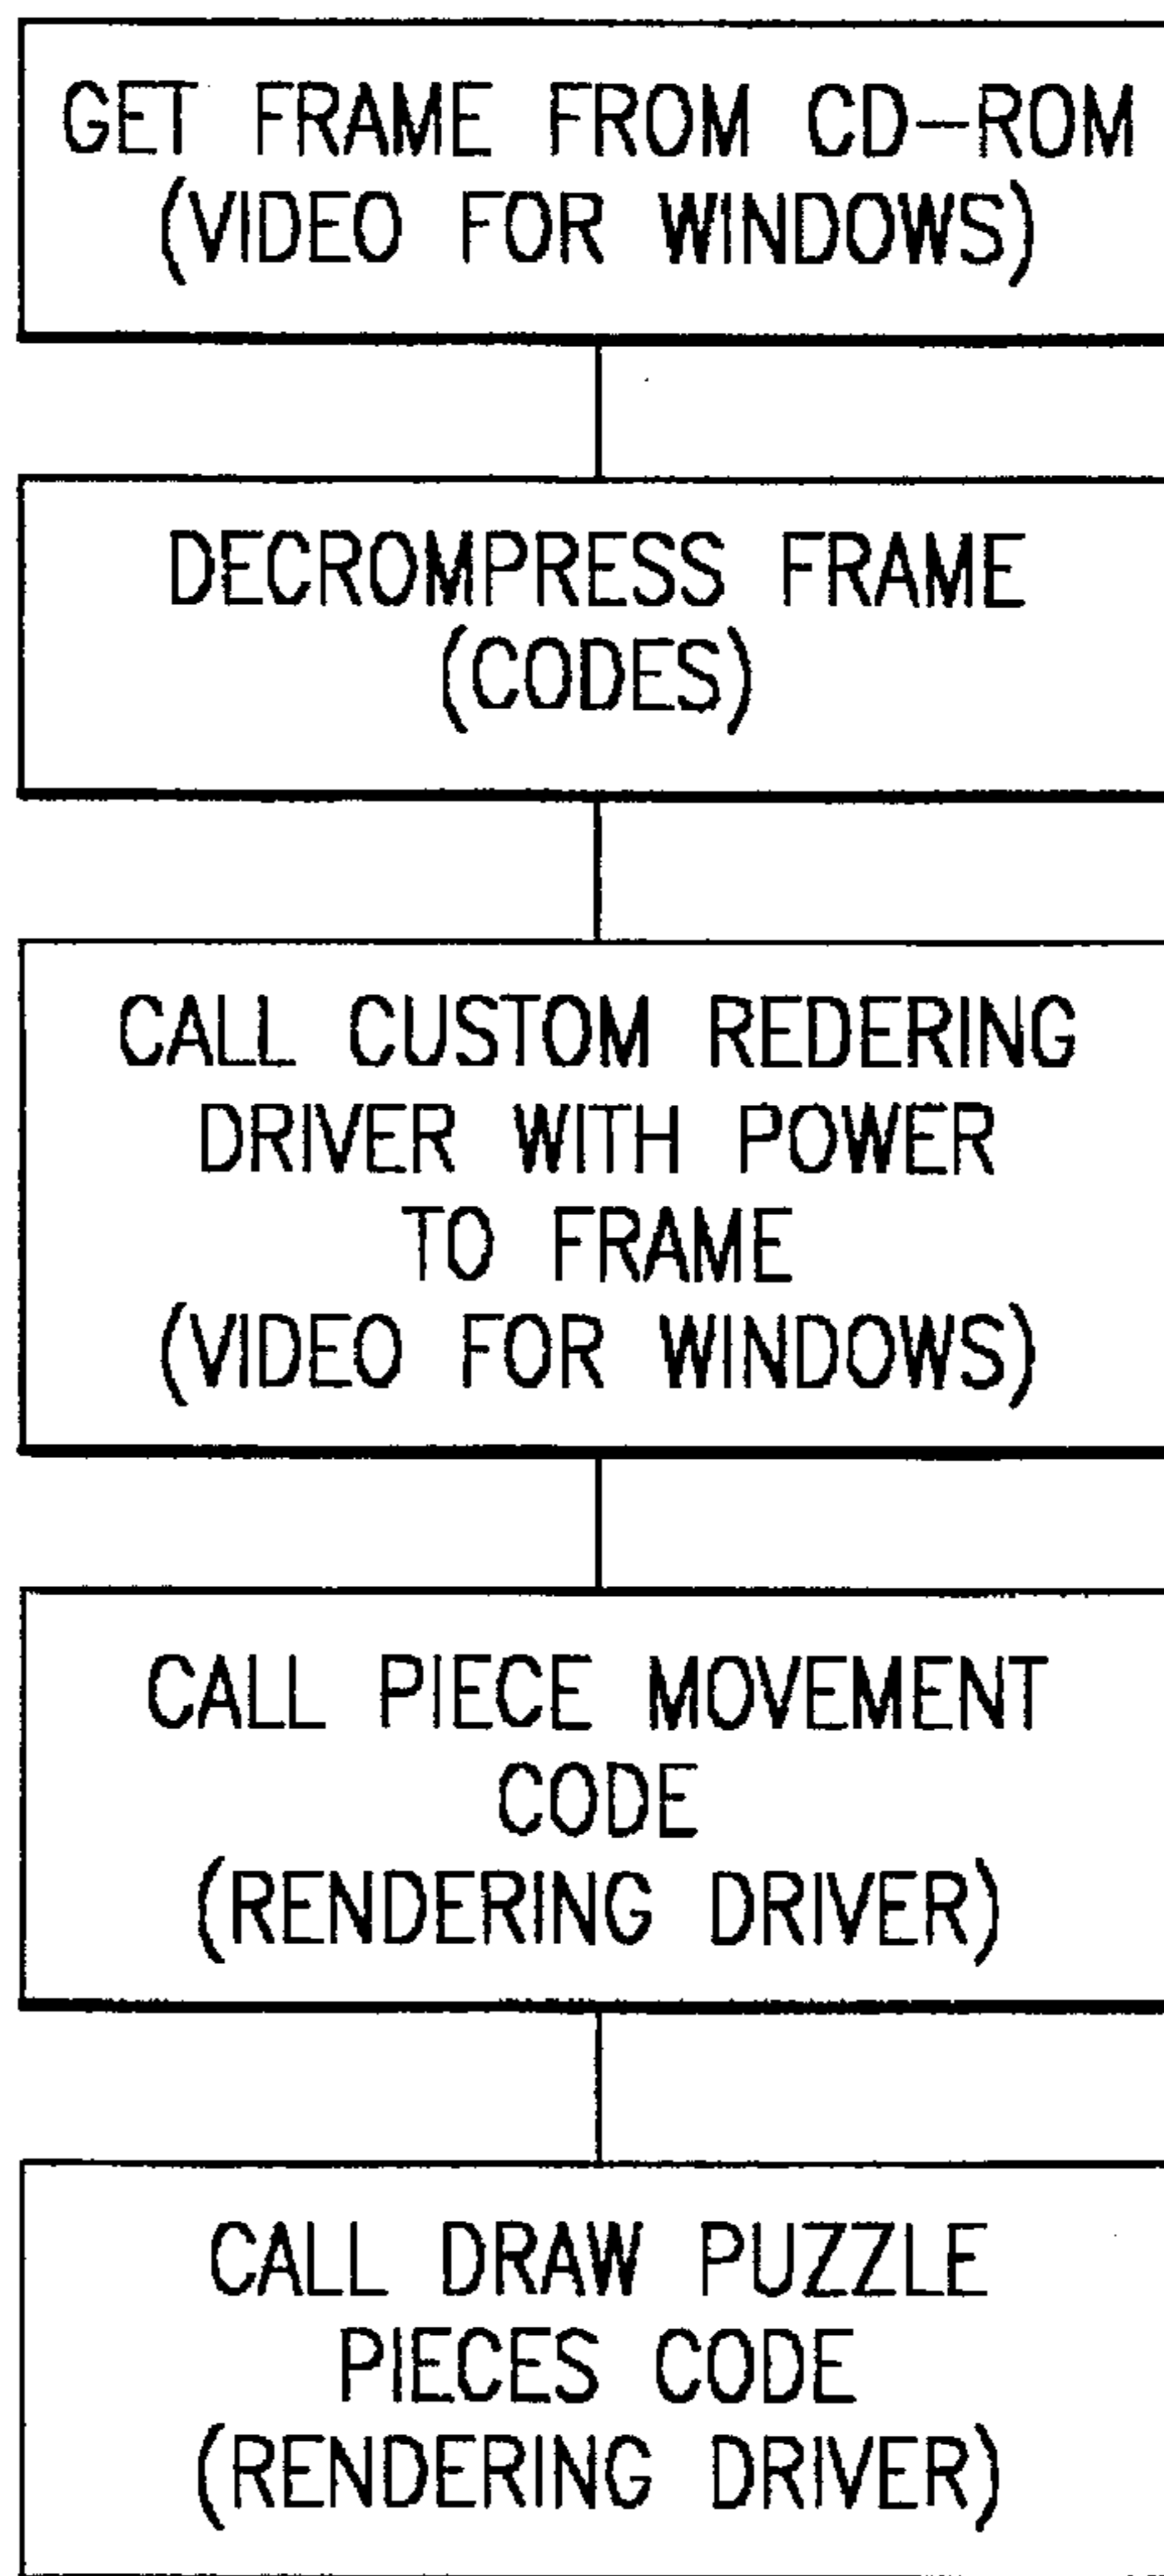 GET FRAME FROM CD-ROM
(VIDEO FOR WINDOWS)
DECROMPRESS FRAME
(CODES)
CALL CUSTOM REDERING
DRIVER WITH POWER
TO FRAME
(VIDEO FOR WINDOWS)
CALL PIECE MOVEMENT
CODE
(RENDERING DRIVER)
CALL DRAW PUZZLE
PIECES CODE
(RENDERING DRIVER)